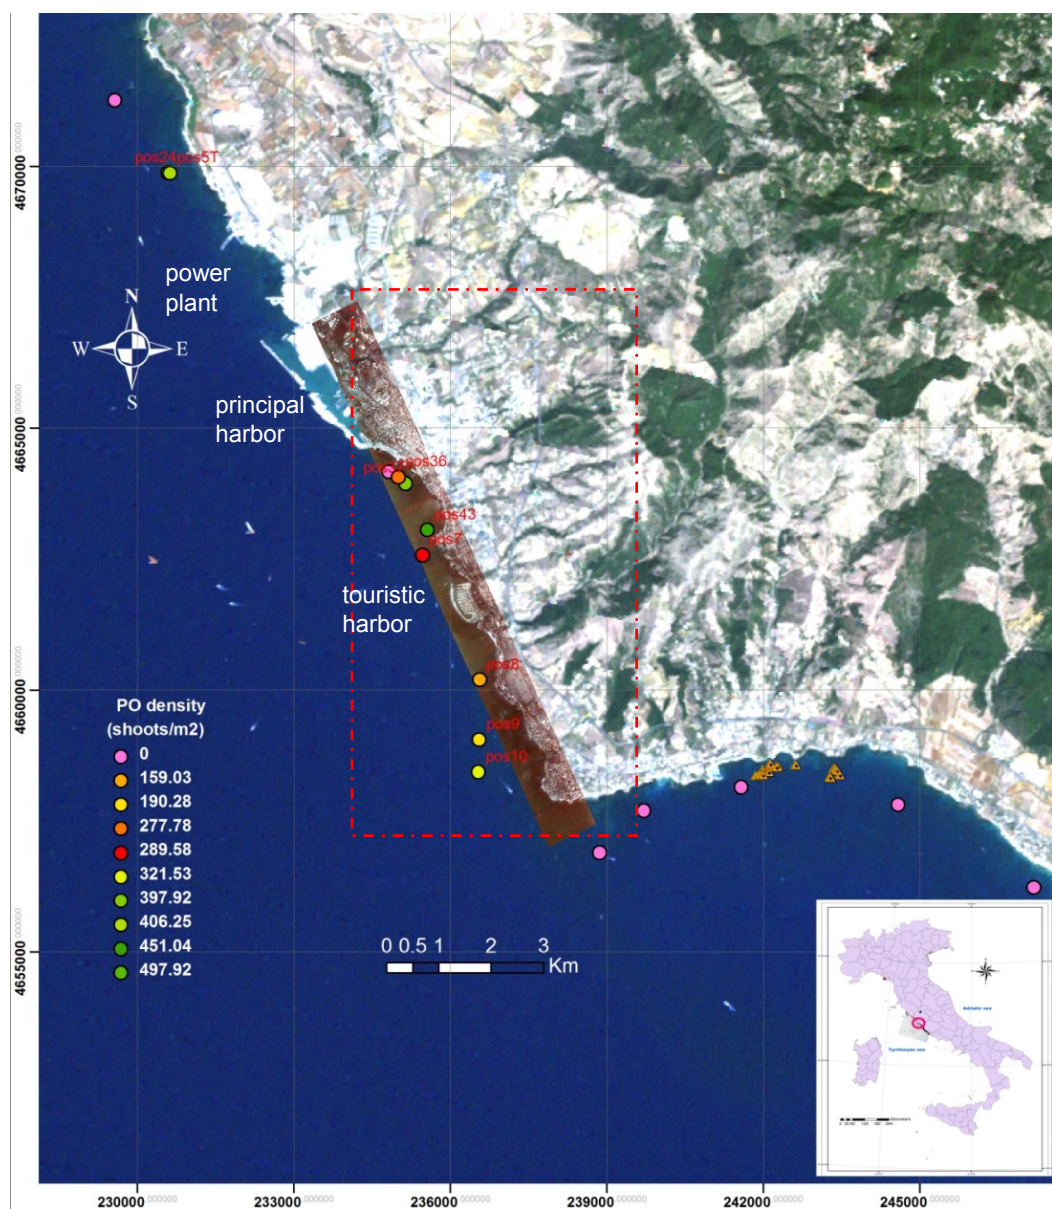 pos24pos5T
power
plant
N
W
E
S
principal
harbor
pos36
pos43
pos7
touristic
harbor
pos8
pos9
pos10
PO density
(shoots/m2)
0
159.03
190.28
277.78
289.58
321.53
397.92
406.25
451.04
497.92
0 0.5 1 2 3
Km
4670000
4665000
4660000
4655000
230000
233000
236000
239000
242000
245000
Adriatic sea
Tyrrhenyan sea